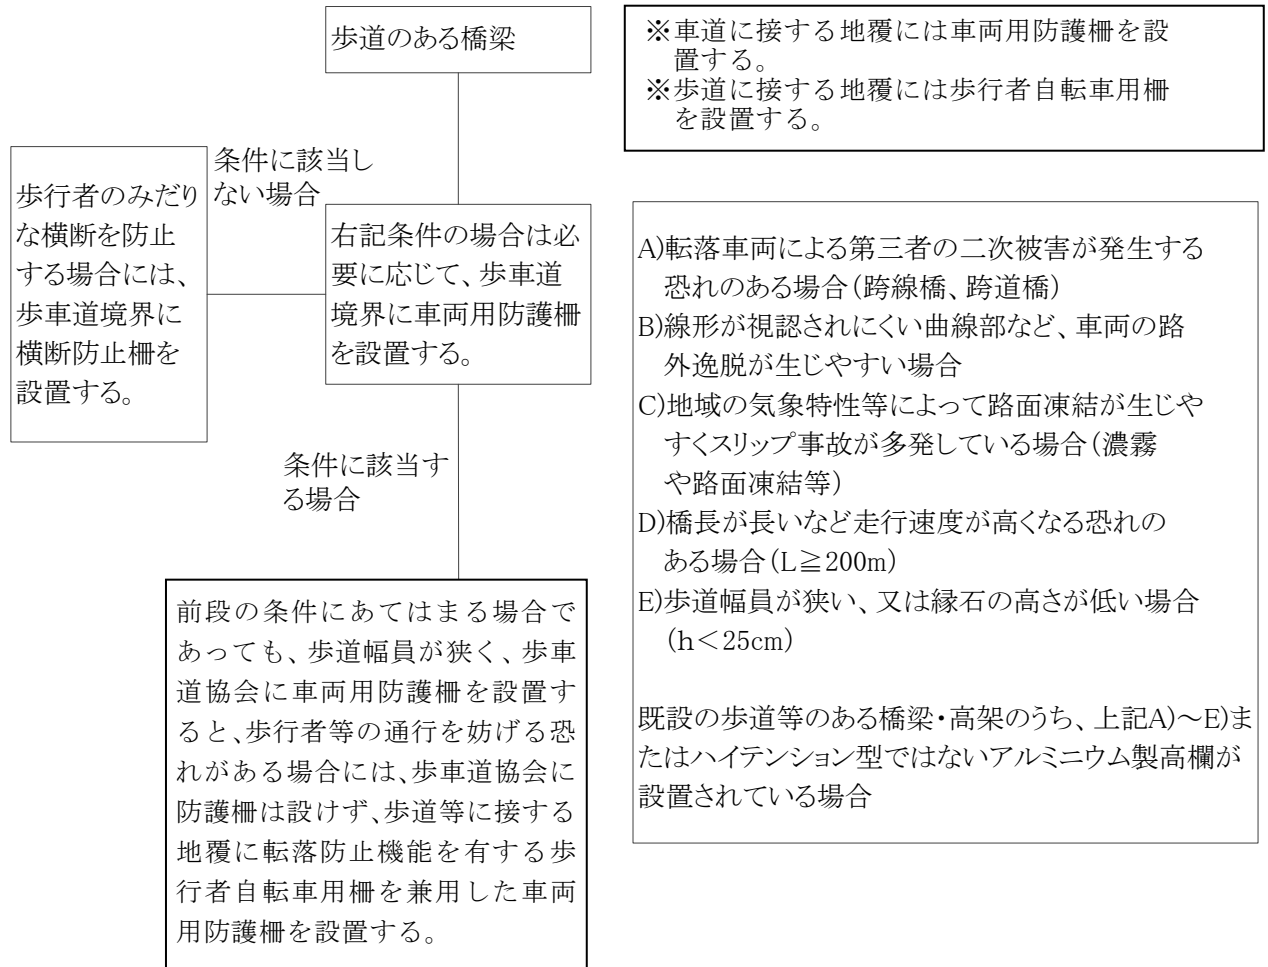 歩道のある橋梁
※車道に接する地覆には車両用防護柵を設
置する。
※歩道に接する地覆には歩行者自転車用柵
を設置する。
条件に該当し
ない場合
歩行者のみだり
な横断を防止
する場合には、
歩車道境界に
横断防止柵を
設置する。
右記条件の場合は必
要に応じて、歩車道
境界に車両用防護柵
を設置する。
A)転落車両による第三者の二次被害が発生する
恐れのある場合(跨線橋、跨道橋)
B)線形が視認されにくい曲線部など、車両の路
外逸脱が生じやすい場合
C)地域の気象特性等によって路面凍結が生じや
すくスリップ事故が多発している場合(濃霧
や路面凍結等)
D)橋長が長いなど走行速度が高くなる恐れの
ある場合(L≧200m)
E)歩道幅員が狭い、又は縁石の高さが低い場合
(h<25cm)
既設の歩道等のある橋梁・高架のうち、上記A)~E)ま
たはハイテンション型ではないアルミニウム製高欄が
設置されている場合
条件に該当す
る場合
前段の条件にあてはまる場合で
あっても、歩道幅員が狭く、歩車
道協会に車両用防護柵を設置す
ると、歩行者等の通行を妨げる恐
れがある場合には、歩車道協会に
防護柵は設けず、歩道等に接する
地覆に転落防止機能を有する歩
行者自転車用柵を兼用した車両
用防護柵を設置する。